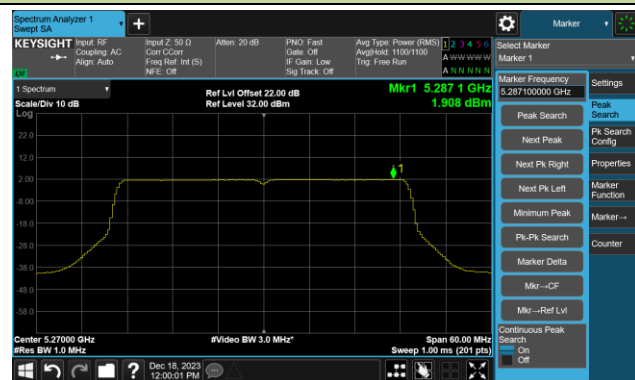 Spectrum Analyzer 1
Swept SA
Marker
KEYSIGHT
Input: RF
Coupling: AC
Align: Auto
Input Z: 50 Ω
Corr CCorr
Freq Ref: Int (S)
NFE: Off
Atten: 20 dB
PNO: Fast
Gate: Off
IF Gain: Low
Sig Track: Off
Avg Type: Power (RMS)
Avg|Hold: 1100/1100
Trig: Free Run
1 2 3 4 5 6
A W W W W W
A N N N N N
LXI
Select Marker
Marker 1
1 Spectrum
Scale/Div 10 dB
Log
Ref Lvl Offset 22.00 dB
Ref Level 32.00 dBm
Mkr1 5.287 1 GHz
1.908 dBm
22.0
12.0
2.00
-8.00
-18.0
-28.0
-38.0
-48.0
-58.0
1
Center 5.27000 GHz
#Res BW 1.0 MHz
#Video BW 3.0 MHz*
Span 60.00 MHz
Sweep 1.00 ms (201 pts)
Marker Frequency
5.287100000 GHz
Peak Search
Next Peak
Next Pk Right
Next Pk Left
Minimum Peak
Pk-Pk Search
Marker Delta
Mkr→CF
Mkr→Ref Lvl
Continuous Peak
Search
On
Off
Settings
Peak
Search
Pk Search
Config
Properties
Marker
Function
Marker→
Counter
Dec 18, 2023
12:00:01 PM